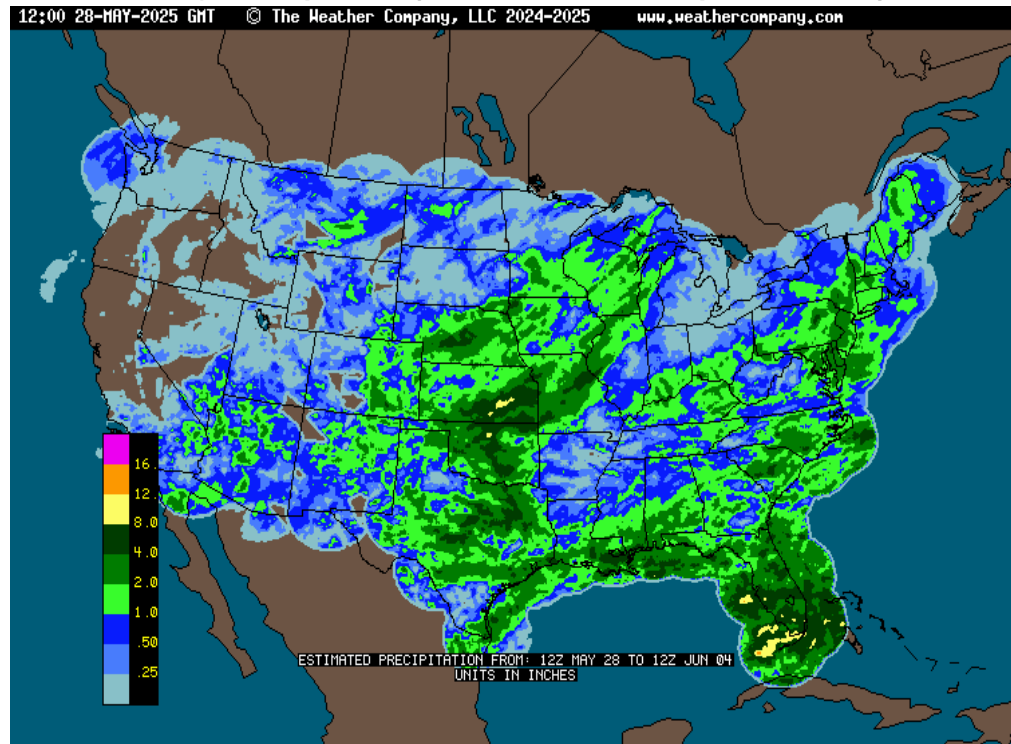 12:00 28-MAY-2025 GMT © The Weather Company, LLC 2024-2025 www.weathercompany.com
16.
12.
8.0
4.0
2.0
1.0
.50
.25
ESTIMATED PRECIPITATION FROM: 12Z MAY 28 TO 12Z JUN 04
UNITS IN INCHES